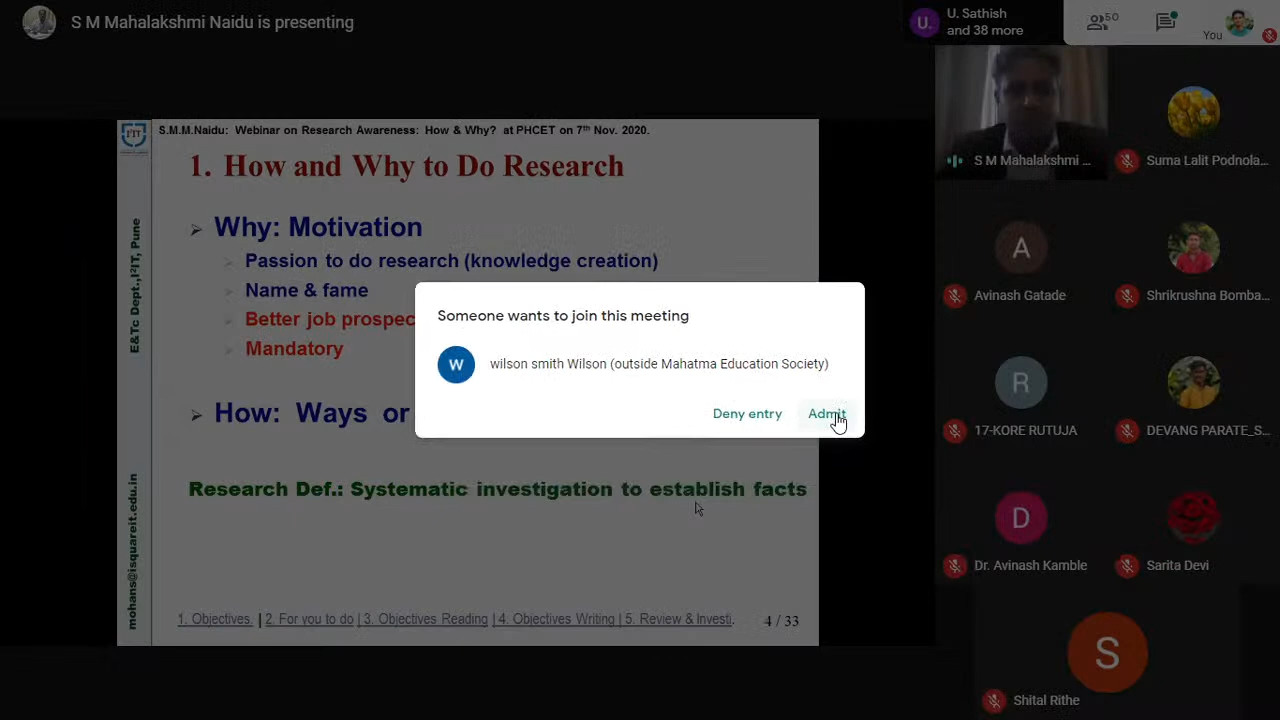 S M Mahalakshmi Naidu is presenting
U. Sathish
and 38 more
U.
50
You
S.M.M.Naidu: Webinar on Research Awareness: How & Why? at PHCET on 7th Nov. 2020.
1. How and Why to Do Research
Why: Motivation
Passion to do research (knowledge creation)
Name & fame
Better job prospec
Mandatory
How: Ways or
Research Def.: Systematic investigation to establish facts
1. Objectives. | 2. For you to do | 3. Objectives Reading | 4. Objectives Writing | 5. Review & Investi.
4 / 33
E&Tc Dept.,I²IT, Pune
mohans@isquareit.edu.in
Someone wants to join this meeting
W
wilson smith Wilson (outside Mahatma Education Society)
Deny entry
Admit
S M Mahalakshmi ...
Suma Lalit Podnola...
A
Avinash Gatade
Shrikrushna Bomba...
R
17-KORE RUTUJA
DEVANG PARATE_S...
D
Dr. Avinash Kamble
Sarita Devi
S
Shital Rithe